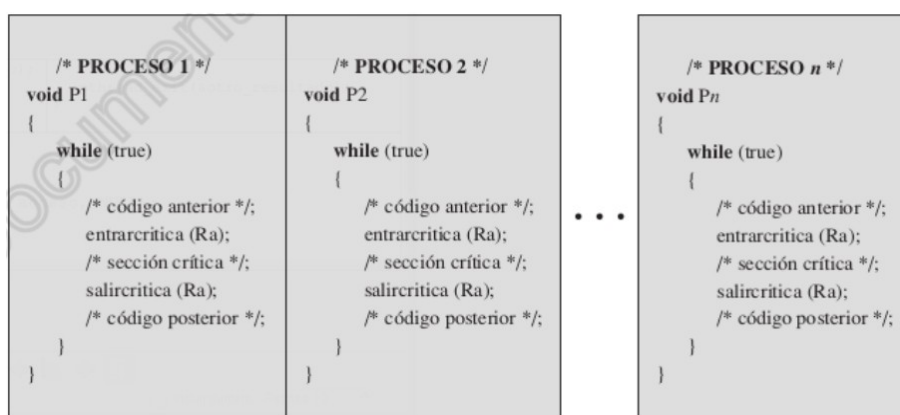 /* PROCESO 1 */
void P1
{
while (true)
{
/* código anterior */;
entrarcritica (Ra);
/* sección crítica */;
salircritica (Ra);
/* código posterior */;
}
}
/* PROCESO 2 */
void P2
{
while (true)
{
/* código anterior */;
entrarcritica (Ra);
/* sección crítica */;
salircritica (Ra);
/* código posterior */;
}
}
• • •
/* PROCESO n */
void Pn
{
while (true)
{
/* código anterior */;
entrarcritica (Ra);
/* sección crítica */;
salircritica (Ra);
/* código posterior */;
}
}